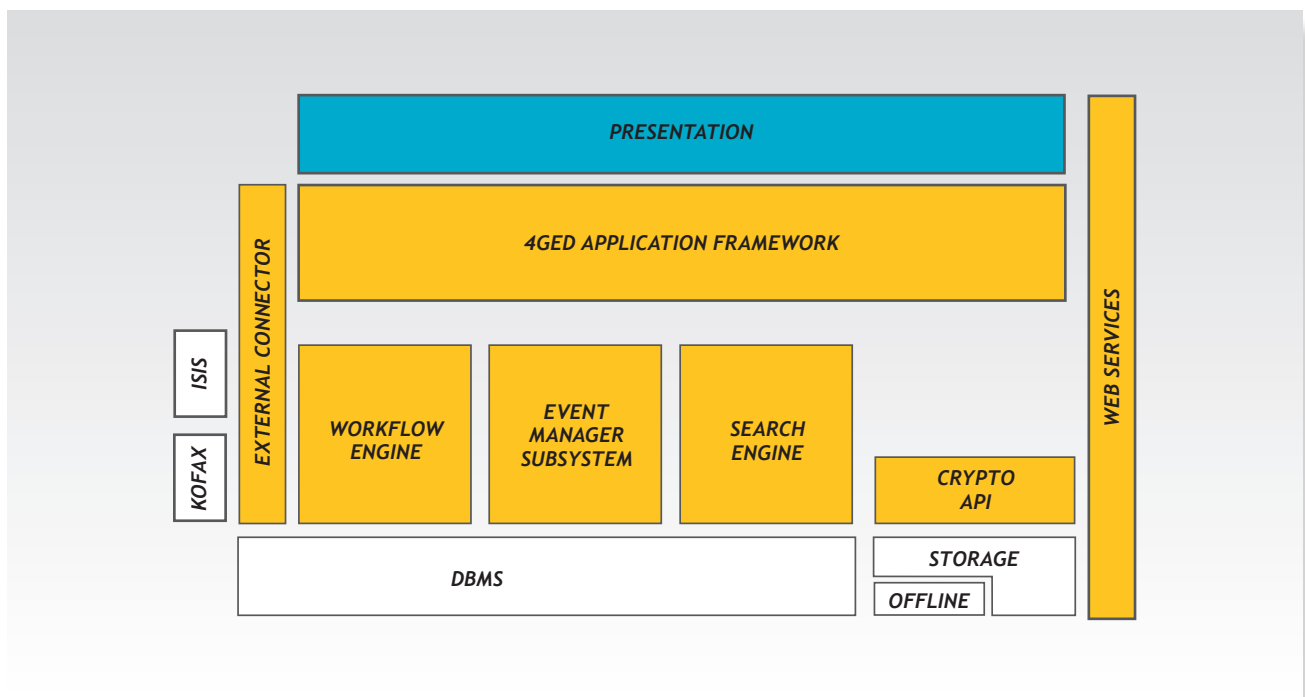 PRESENTATION
4GED APPLICATION FRAMEWORK
EXTERNAL CONNECTOR
WEB SERVICES
ISIS
KOFAX
WORKFLOW
ENGINE
EVENT
MANAGER
SUBSYSTEM
SEARCH
ENGINE
CRYPTO
API
DBMS
STORAGE
OFFLINE